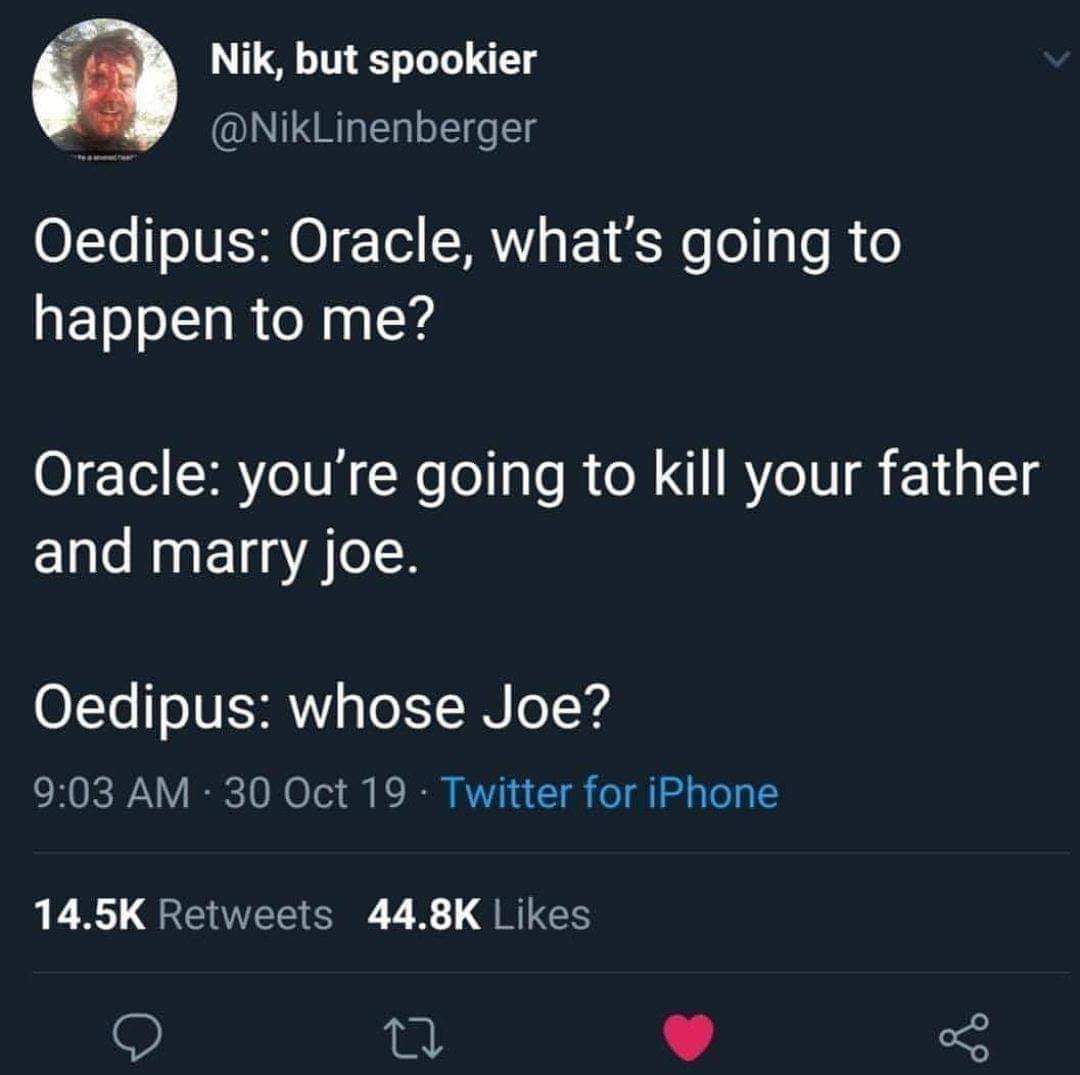 Nik, but spookier
@NikLinenberger
Oedipus: Oracle, what's going to
happen to me?
Oracle: you're going to kill your father
and marry joe.
Oedipus: whose Joe?
9:03 AM · 30 Oct 19 · Twitter for iPhone
14.5K Retweets 44.8K Likes